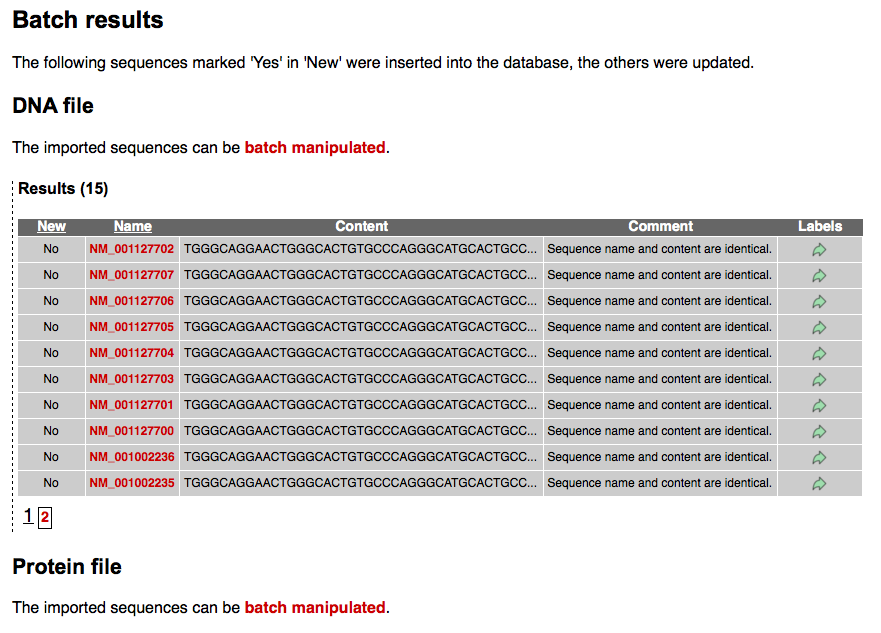 Batch results
The following sequences marked 'Yes' in 'New' were inserted into the database, the others were updated.
DNA file
The imported sequences can be batch manipulated.
Results (15)
New Name Content Comment Labels
No NM_001127702 TGGGCAGGAACTGGGCACTGTGCCCAGGGCATGCACTGCC... Sequence name and content are identical.
No NM_001127707 TGGGCAGGAACTGGGCACTGTGCCCAGGGCATGCACTGCC... Sequence name and content are identical.
No NM_001127706 TGGGCAGGAACTGGGCACTGTGCCCAGGGCATGCACTGCC... Sequence name and content are identical.
No NM_001127705 TGGGCAGGAACTGGGCACTGTGCCCAGGGCATGCACTGCC... Sequence name and content are identical.
No NM_001127704 TGGGCAGGAACTGGGCACTGTGCCCAGGGCATGCACTGCC... Sequence name and content are identical.
No NM_001127703 TGGGCAGGAACTGGGCACTGTGCCCAGGGCATGCACTGCC... Sequence name and content are identical.
No NM_001127701 TGGGCAGGAACTGGGCACTGTGCCCAGGGCATGCACTGCC... Sequence name and content are identical.
No NM_001127700 TGGGCAGGAACTGGGCACTGTGCCCAGGGCATGCACTGCC... Sequence name and content are identical.
No NM_001002236 TGGGCAGGAACTGGGCACTGTGCCCAGGGCATGCACTGCC... Sequence name and content are identical.
No NM_001002235 TGGGCAGGAACTGGGCACTGTGCCCAGGGCATGCACTGCC... Sequence name and content are identical.
1 2
Protein file
The imported sequences can be batch manipulated.